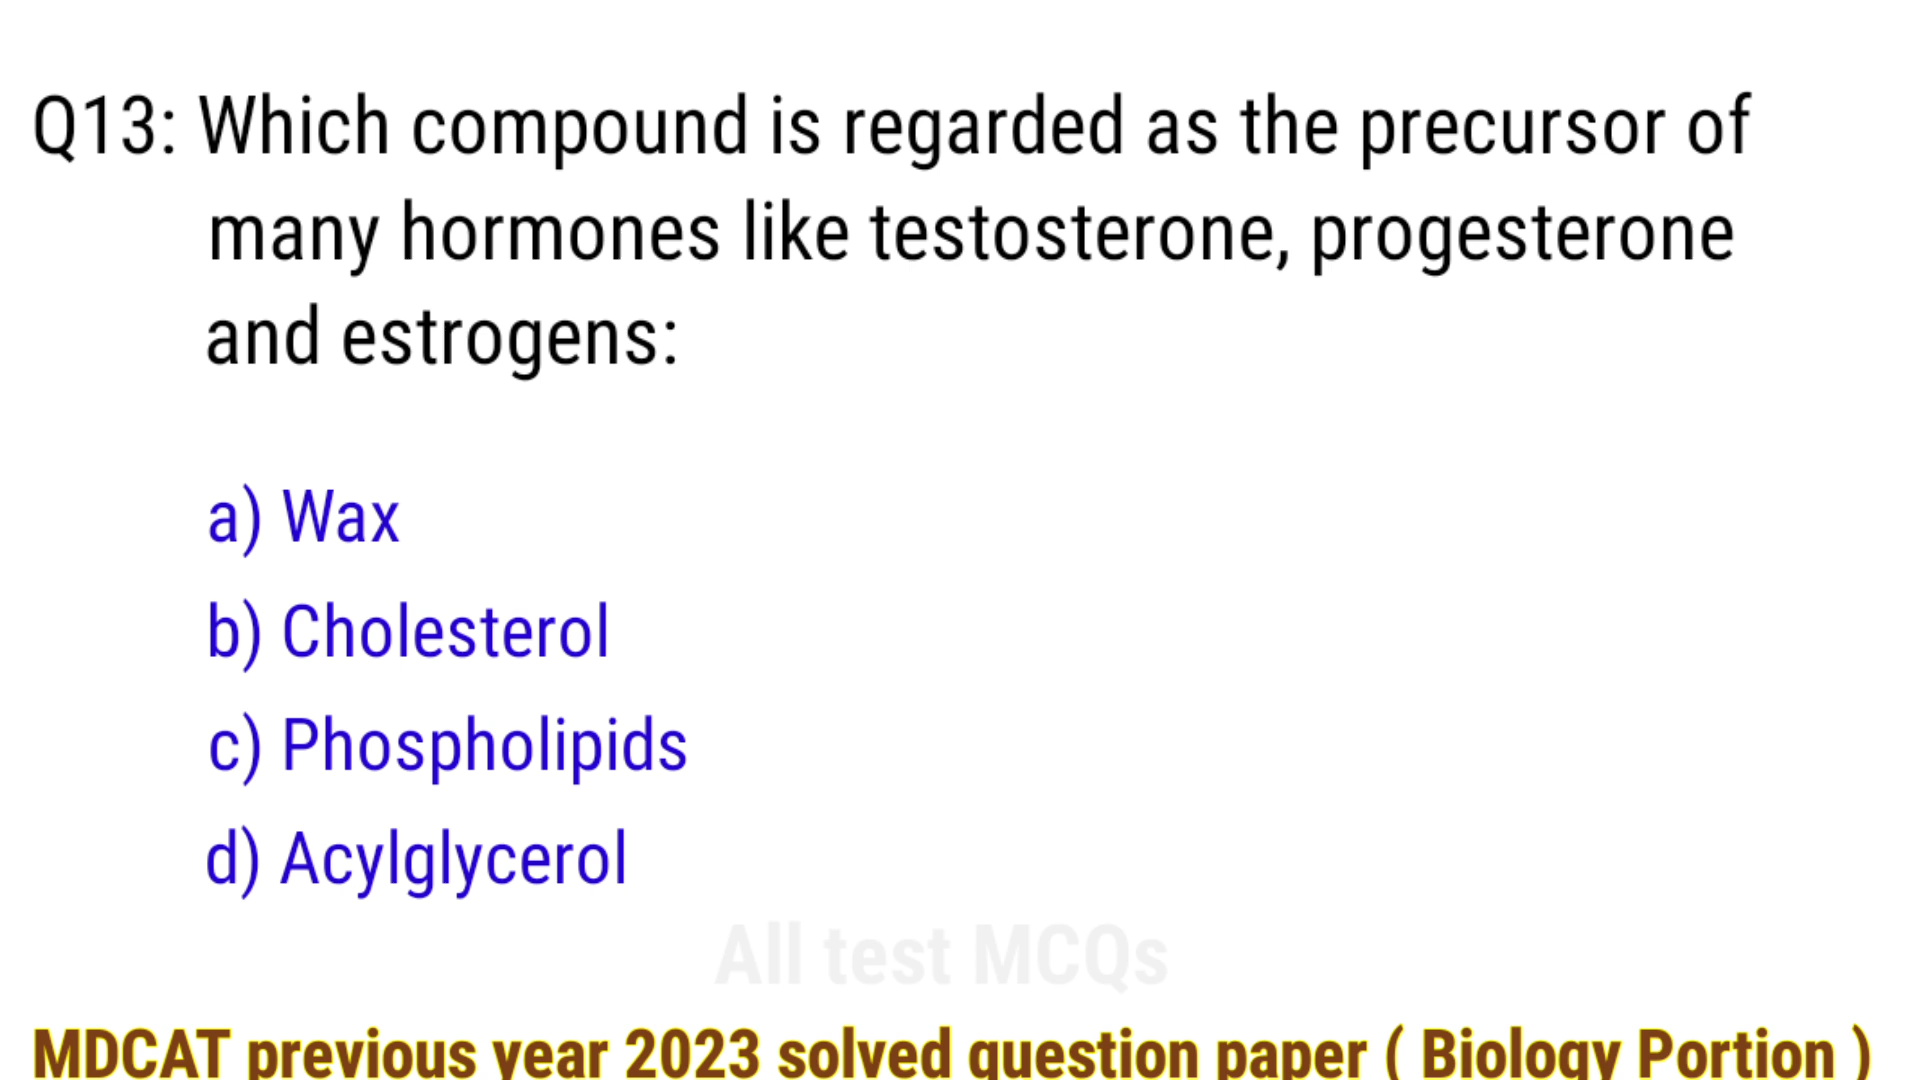 Q13: Which compound is regarded as the precursor of
many hormones like testosterone, progesterone
and estrogens:
a) Wax
b) Cholesterol
c) Phospholipids
d) Acylglycerol
All test MCQs
MDCAT previous year 2023 solved question paper ( Biology Portion )